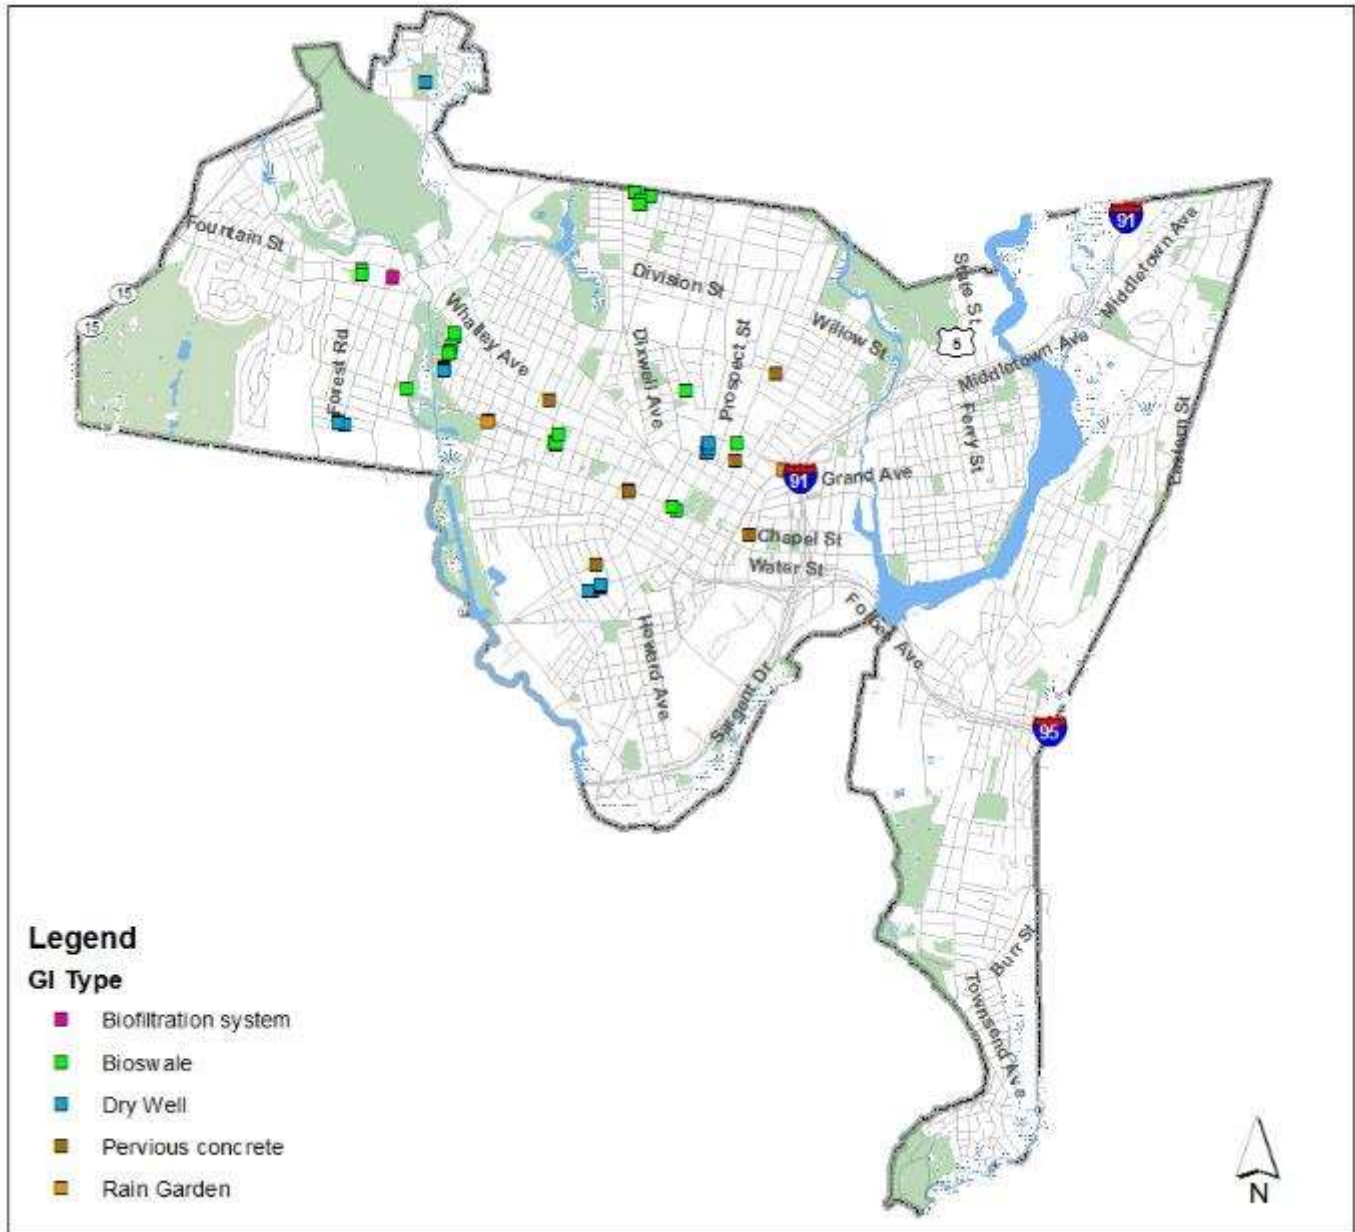 91
Middletown Ave
Fountain St
State St
15
15
Division St
Whalley Ave
Willow St
5
Middletown Ave
Forest Rd
Dixwell Ave
Prospect St
Ferry St
Eastern St
91
Grand Ave
Chapel St
Water St
Forbes Ave
Howard Ave
Sargent Dr
95
Burr St
Townsend Ave
Legend
GI Type
Biofiltration system
Bioswale
Dry Well
Pervious concrete
Rain Garden
N